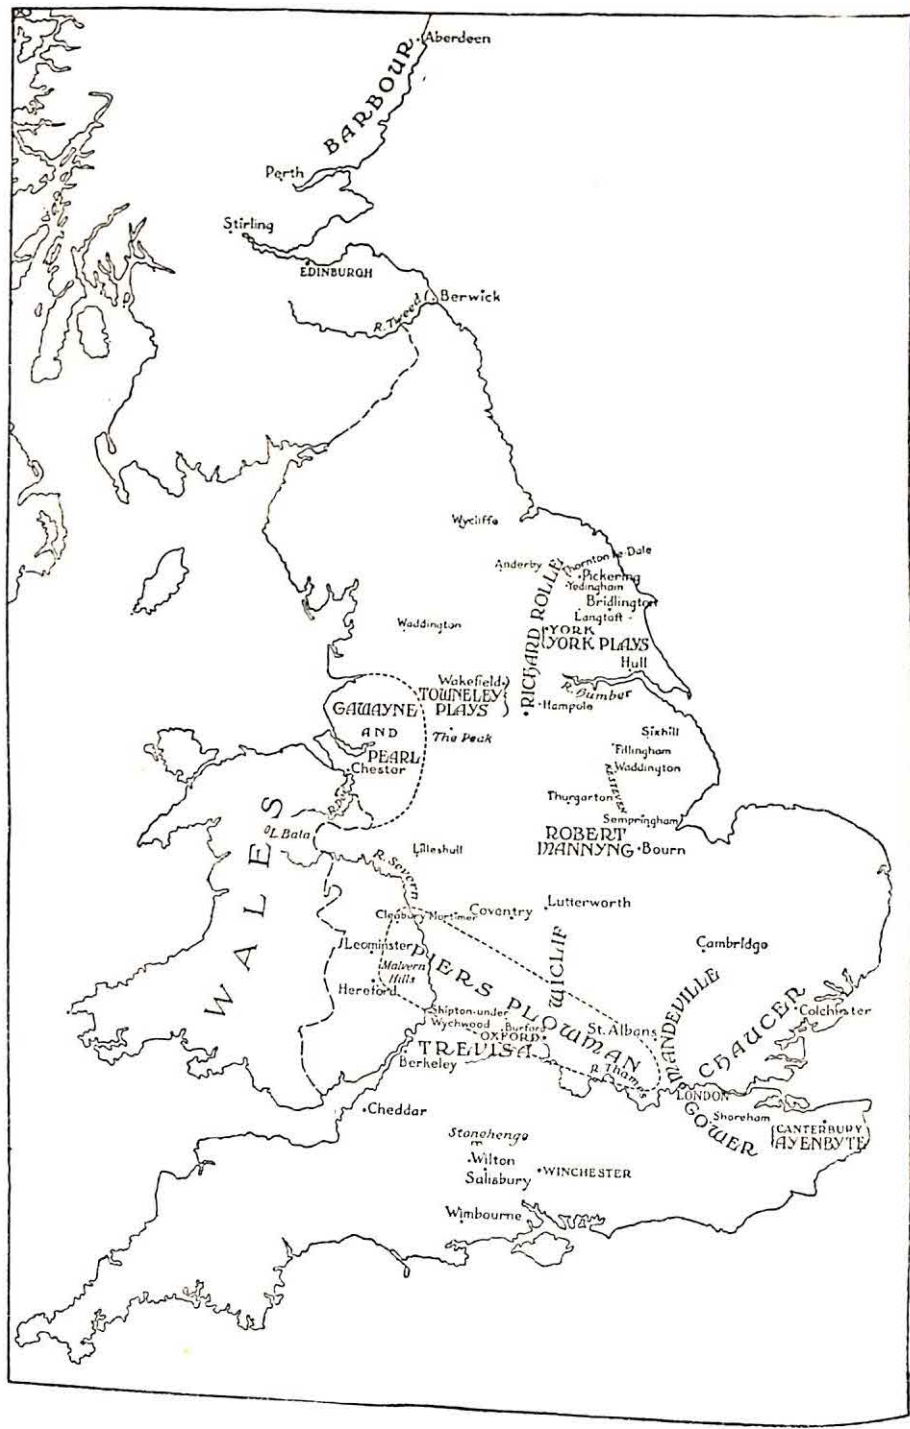 Aberdeen
BARBOUR
Perth
Stirling
EDINBURGH
R. Tweed
Berwick
Wycliffe
Anderby
Thornton-le-Dale
Pickering
Yedingham
Bridlington
Langtoft
RICHARD ROLLE
Waddington
YORK
YORK PLAYS
Hull
Wakefield
TOWNELEY
PLAYS
R. Humber
Hampole
GAWAYNE
AND
PEARL
The Peak
Chester
Sixhill
Fillingham
Waddington
KESTEVEN
Thurgarton
Sempringham
R. Dee
L. Bala
WALES
ROBERT
MANNYNG
Bourn
Lilleshull
R. Severn
Cleobury Mortimer
Coventry
Lutterworth
WICLIF
Cambridge
Leominster
Malvern
Hills
Hereford
PIERS PLOWMAN
MANDEVILLE
CHAUCER
Colchester
Shipton-under
Wychwood
Burford
OXFORD
St. Albans
TREVISA
Berkeley
R. Thames
LONDON
Cheddar
GOWER
Shoreham
CANTERBURY
AYENBYTE
Stonehenge
Wilton
Salisbury
WINCHESTER
Wimbourne